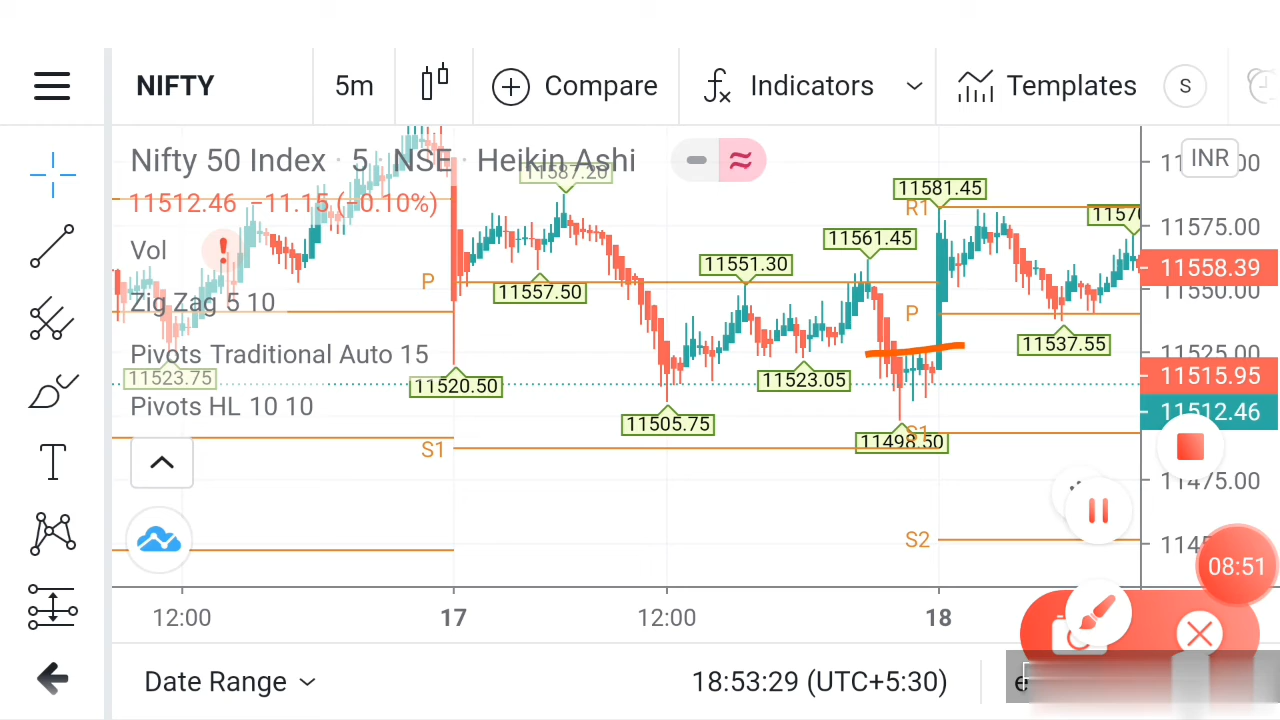 NIFTY 5m Compare Indicators Templates S
Nifty 50 Index · 5 · NSE · Heikin Ashi
INR
11512.46 −11.15 (−0.10%)
Vol
Zig Zag 5 10
Pivots Traditional Auto 15
Pivots HL 10 10
11587.20
11581.45
R1
11561.45
11551.30
11557.50
P
P
11537.55
11523.75
11520.50
11523.05
11505.75
11498.50
S1
S1
S2
11575.00
11558.39
11550.00
11525.00
11515.95
11512.46
11475.00
08:51
12:00 17 12:00 18
Date Range 18:53:29 (UTC+5:30)